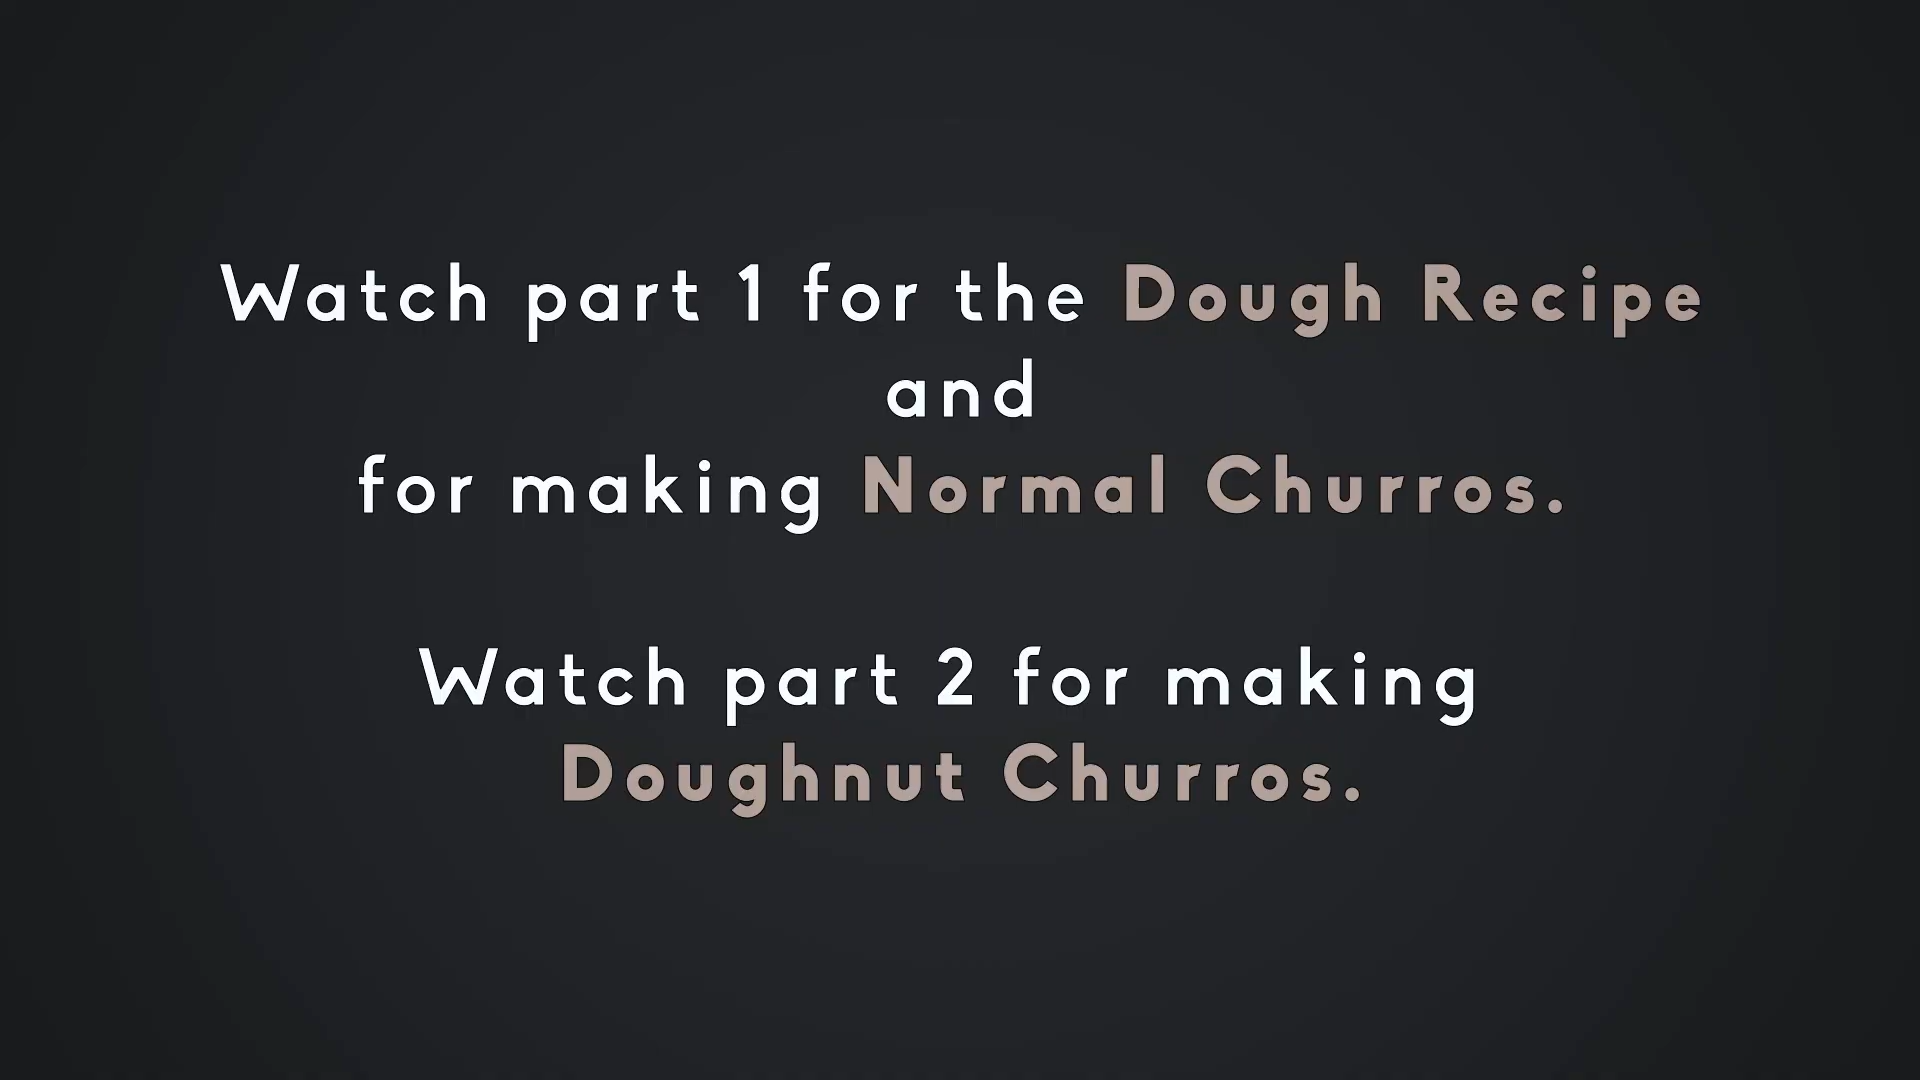 Watch part 1 for the Dough Recipe
and
for making Normal Churros.
Watch part 2 for making
Doughnut Churros.